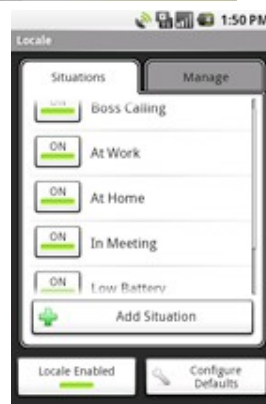 1:50 PM
Locale
Situations
Manage
ON
Boss Calling
ON
At Work
ON
At Home
ON
In Meeting
ON
Low Battery
Add Situation
Locale Enabled
Configure
Defaults